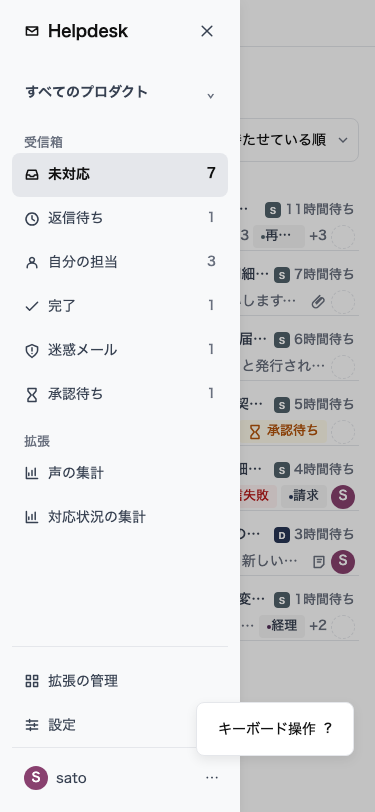 Helpdesk
すべてのプロダクト
受信箱
未対応 7
返信待ち 1
自分の担当 3
完了 1
迷惑メール 1
承認待ち 1
拡張
声の集計
対応状況の集計
拡張の管理
設定
S sato ...
たせている順
… S 11時間待ち
3 •再… +3
細… S 7時間待ち
します…
届… S 6時間待ち
と発行され…
契… S 5時間待ち
承認待ち
細… S 4時間待ち
失敗 •請求 S
の… D 3時間待ち
新しい… S
変… S 1時間待ち
… •経理 +2
キーボード操作 ?